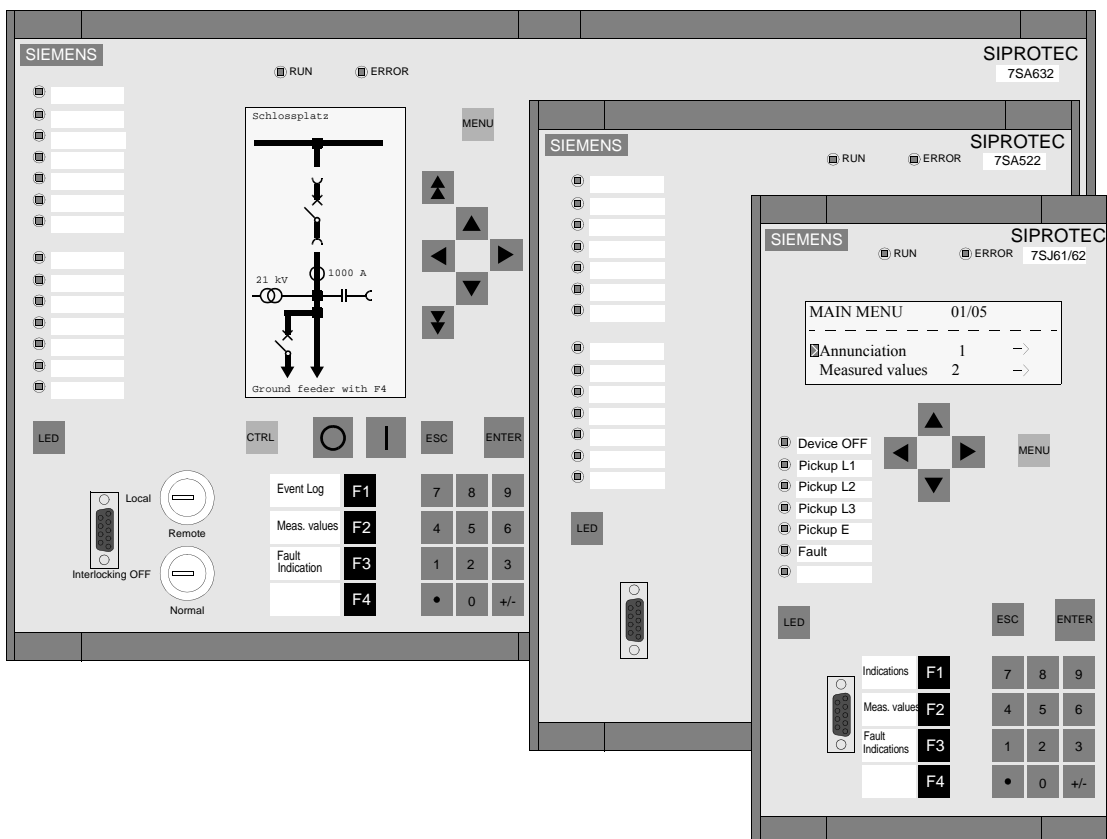 SIEMENS
RUN
ERROR
SIPROTEC
7SA632
Schlossplatz
21 kV
1000 A
Ground feeder with F4
MENU
LED
CTRL
ESC
ENTER
Local
Remote
Interlocking OFF
Normal
Event Log F1
Meas. values F2
Fault
Indication F3
F4
7 8 9
4 5 6
1 2 3
• 0 +/-
SIEMENS
RUN
ERROR
SIPROTEC
7SA522
LED
SIEMENS
RUN
ERROR
SIPROTEC
7SJ61/62
MAIN MENU 01/05
Annunciation 1 –>
Measured values 2 –>
MENU
Device OFF
Pickup L1
Pickup L2
Pickup L3
Pickup E
Fault
LED
ESC
ENTER
Indications F1
Meas. values F2
Fault
Indications F3
F4
7 8 9
4 5 6
1 2 3
• 0 +/-